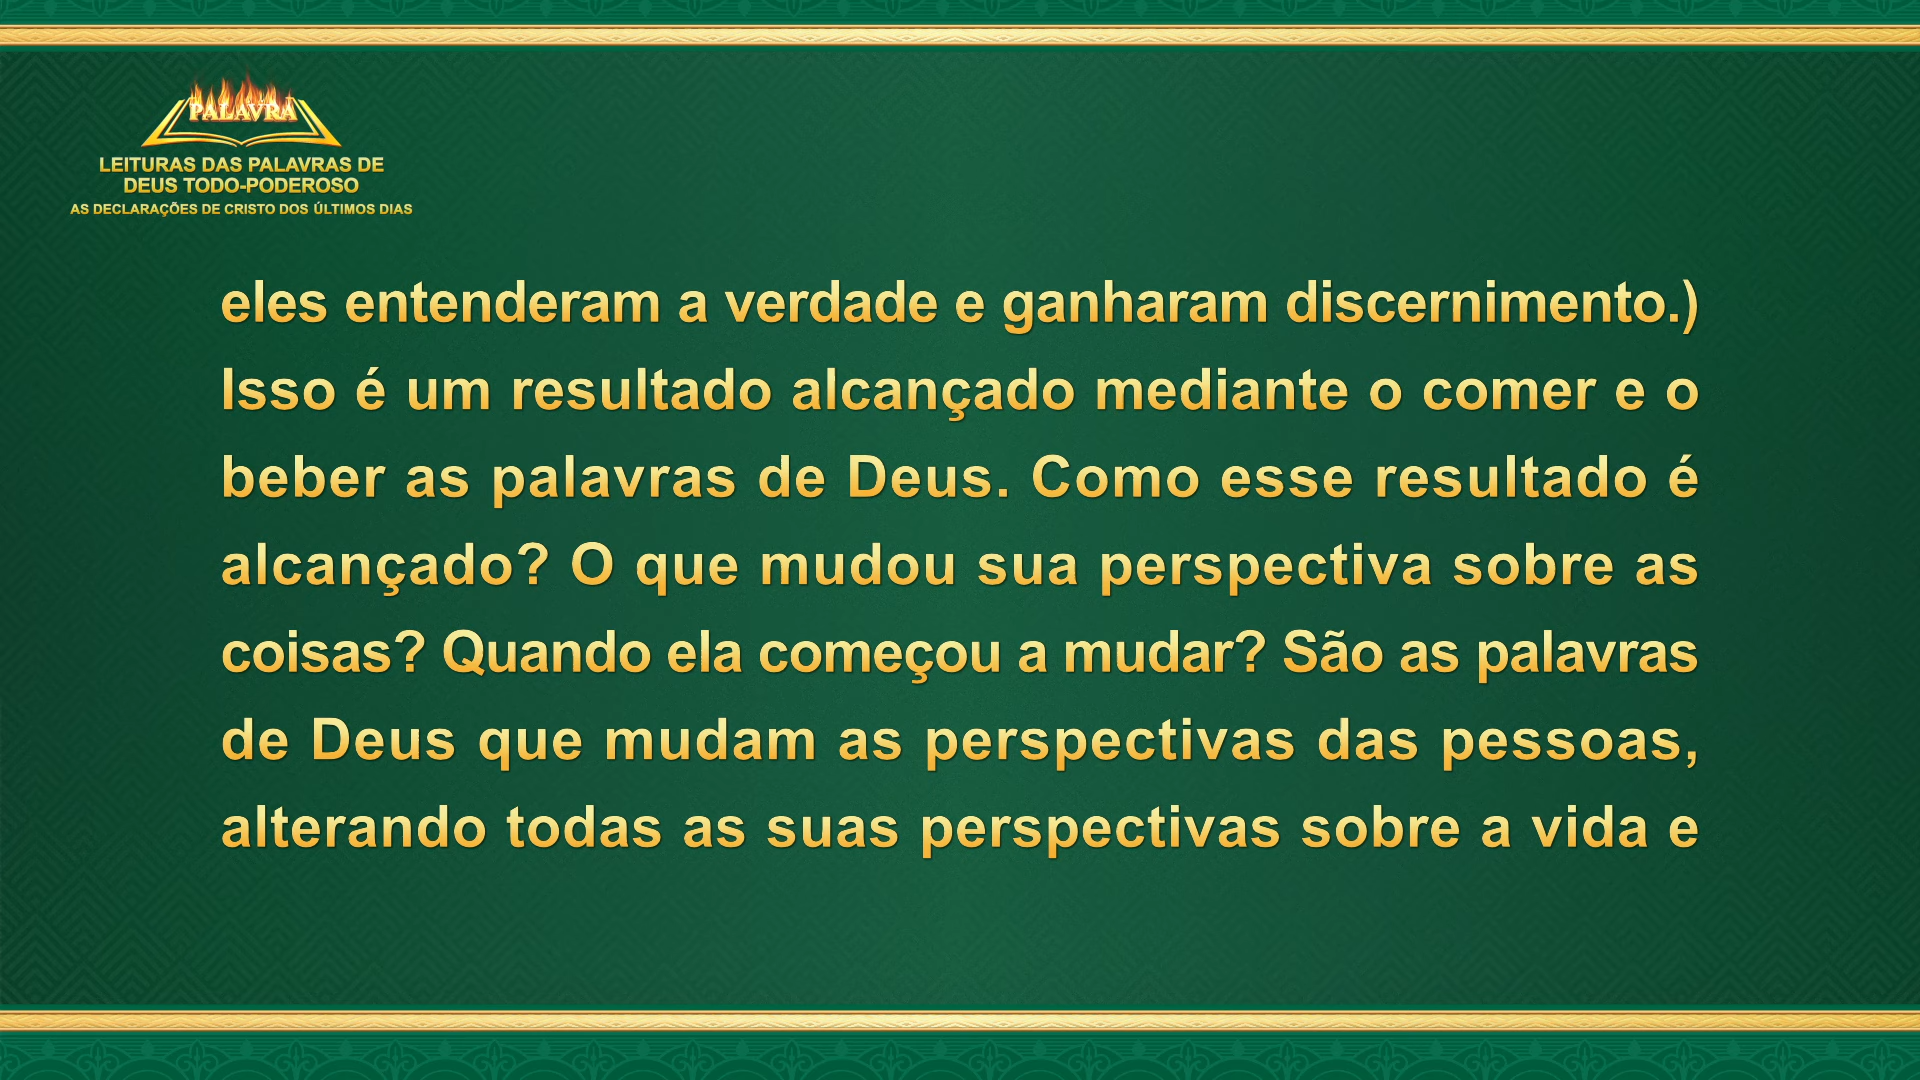 PALAVRA
LEITURAS DAS PALAVRAS DE
DEUS TODO-PODEROSO
AS DECLARAÇÕES DE CRISTO DOS ÚLTIMOS DIAS
eles entenderam a verdade e ganharam discernimento.)
Isso é um resultado alcançado mediante o comer e o
beber as palavras de Deus. Como esse resultado é
alcançado? O que mudou sua perspectiva sobre as
coisas? Quando ela começou a mudar? São as palavras
de Deus que mudam as perspectivas das pessoas,
alterando todas as suas perspectivas sobre a vida e